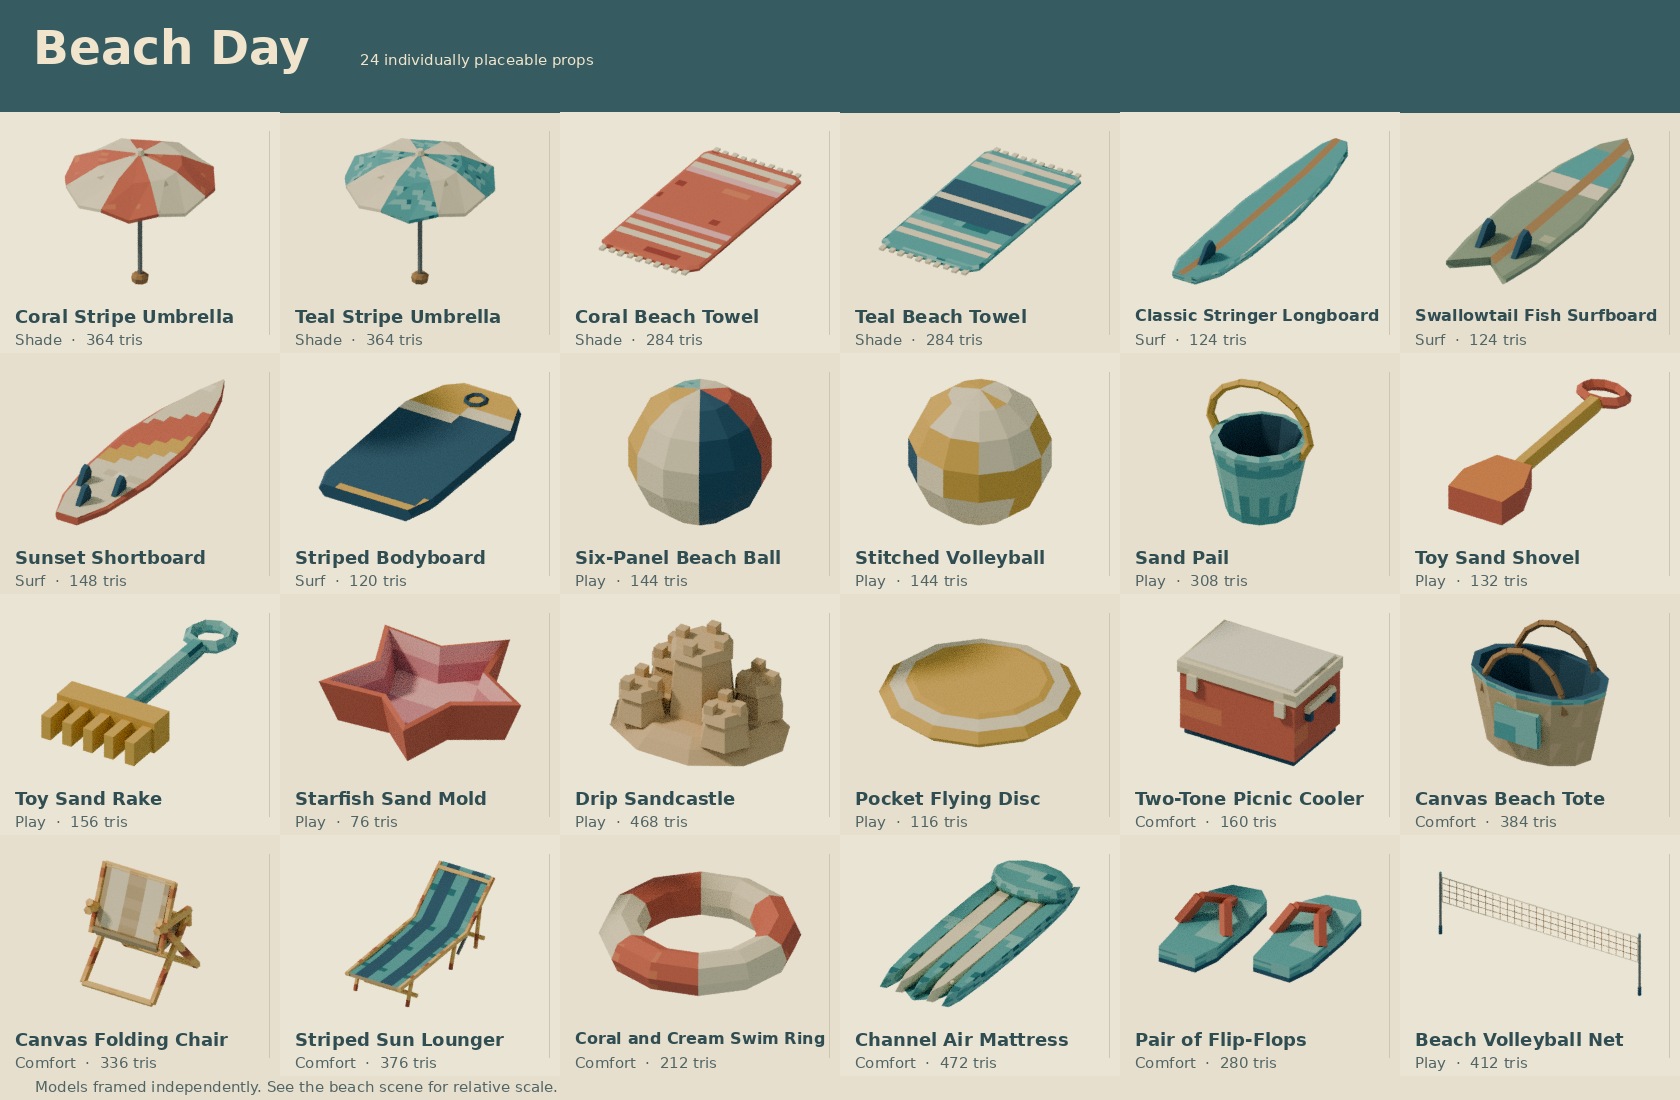 Beach Day
24 individually placeable props
Coral Stripe Umbrella
Shade · 364 tris
Teal Stripe Umbrella
Shade · 364 tris
Coral Beach Towel
Shade · 284 tris
Teal Beach Towel
Shade · 284 tris
Classic Stringer Longboard
Surf · 124 tris
Swallowtail Fish Surfboard
Surf · 124 tris
Sunset Shortboard
Surf · 148 tris
Striped Bodyboard
Surf · 120 tris
Six-Panel Beach Ball
Play · 144 tris
Stitched Volleyball
Play · 144 tris
Sand Pail
Play · 308 tris
Toy Sand Shovel
Play · 132 tris
Toy Sand Rake
Play · 156 tris
Starfish Sand Mold
Play · 76 tris
Drip Sandcastle
Play · 468 tris
Pocket Flying Disc
Play · 116 tris
Two-Tone Picnic Cooler
Comfort · 160 tris
Canvas Beach Tote
Comfort · 384 tris
Canvas Folding Chair
Comfort · 336 tris
Striped Sun Lounger
Comfort · 376 tris
Coral and Cream Swim Ring
Comfort · 212 tris
Channel Air Mattress
Comfort · 472 tris
Pair of Flip-Flops
Comfort · 280 tris
Beach Volleyball Net
Play · 412 tris
Models framed independently. See the beach scene for relative scale.